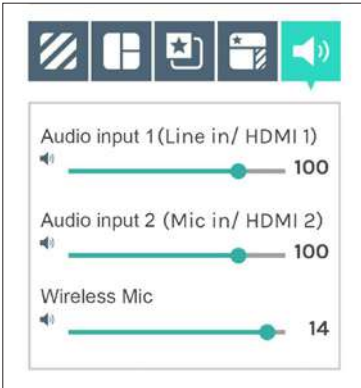 Audio input 1(Line in/ HDMI 1)
100
Audio input 2 (Mic in/ HDMI 2)
100
Wireless Mic
14